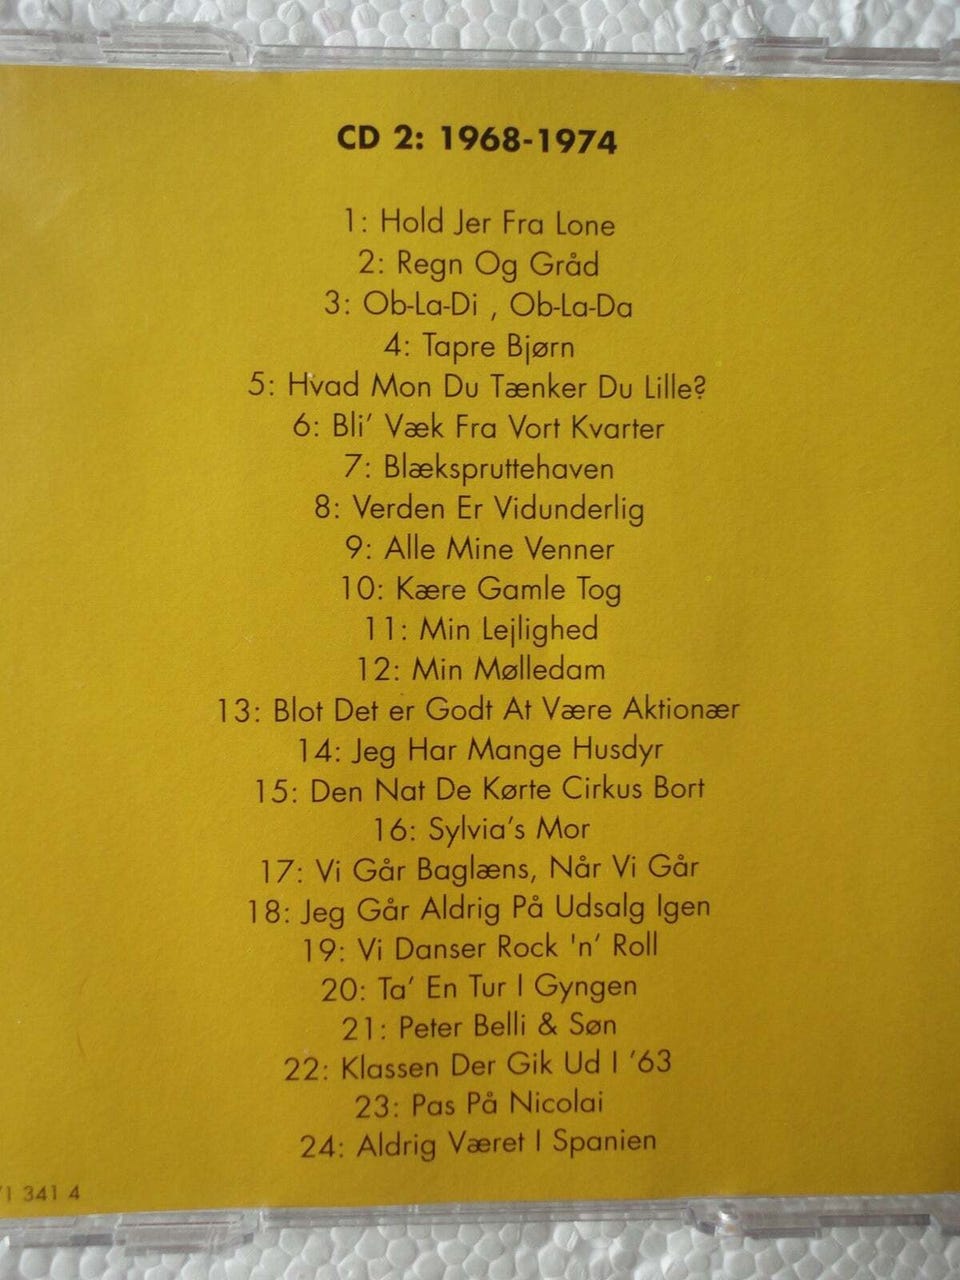 CD 2: 1968-1974
1: Hold Jer Fra Lone
2: Regn Og Gråd
3: Ob-La-Di , Ob-La-Da
4: Tapre Bjørn
5: Hvad Mon Du Tænker Du Lille?
6: Bli' Væk Fra Vort Kvarter
7: Blækspruttehaven
8: Verden Er Vidunderlig
9: Alle Mine Venner
10: Kære Gamle Tog
11: Min Lejlighed
12: Min Mølledam
13: Blot Det er Godt At Være Aktionær
14: Jeg Har Mange Husdyr
15: Den Nat De Kørte Cirkus Bort
16: Sylvia's Mor
17: Vi Går Baglæns, Når Vi Går
18: Jeg Går Aldrig På Udsalg Igen
19: Vi Danser Rock 'n' Roll
20: Ta' En Tur I Gyngen
21: Peter Belli & Søn
22: Klassen Der Gik Ud I '63
23: Pas På Nicolai
24: Aldrig Været I Spanien
341 4